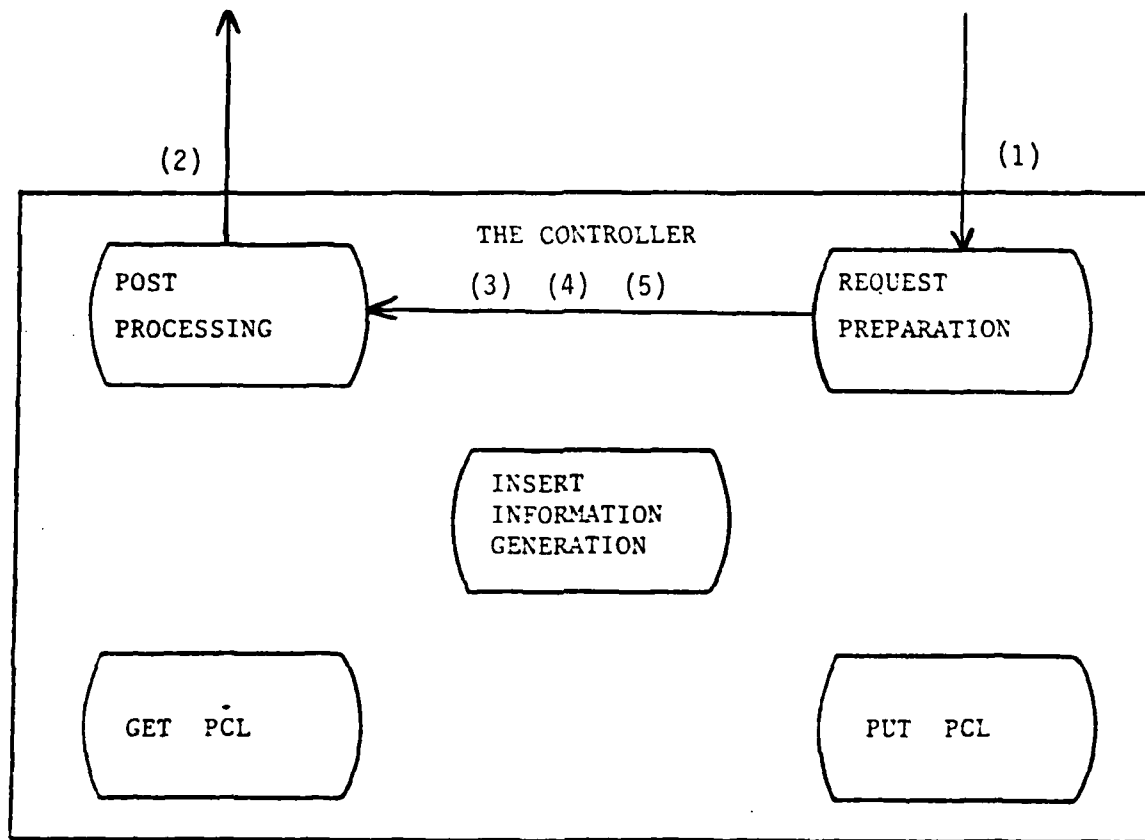 (2)
(1)
THE CONTROLLER
(3) (4) (5)
POST
PROCESSING
REQUEST
PREPARATION
INSERT
INFORMATION
GENERATION
GET PCL
PUT PCL